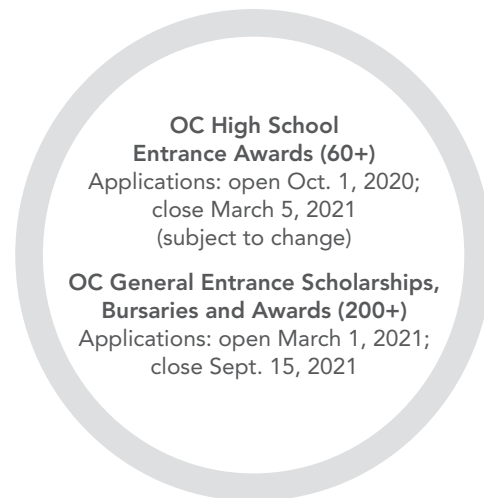 OC High School
Entrance Awards (60+)
Applications: open Oct. 1, 2020;
close March 5, 2021
(subject to change)
OC General Entrance Scholarships,
Bursaries and Awards (200+)
Applications: open March 1, 2021;
close Sept. 15, 2021